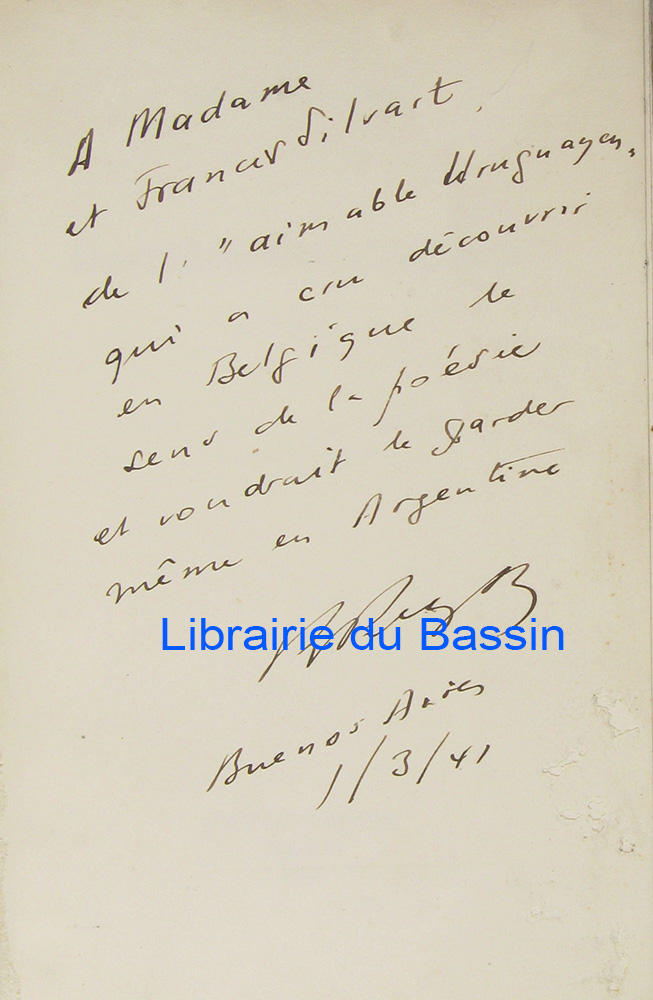 A Madame
et Francis Silvart,
de l' "aimable Uruguayen"
qui a cru découvrir
en Belgique le
sens de la poésie
et voudrait le garder
même en Argentine
Librairie du Bassin
Buenos Aires
1/3/41